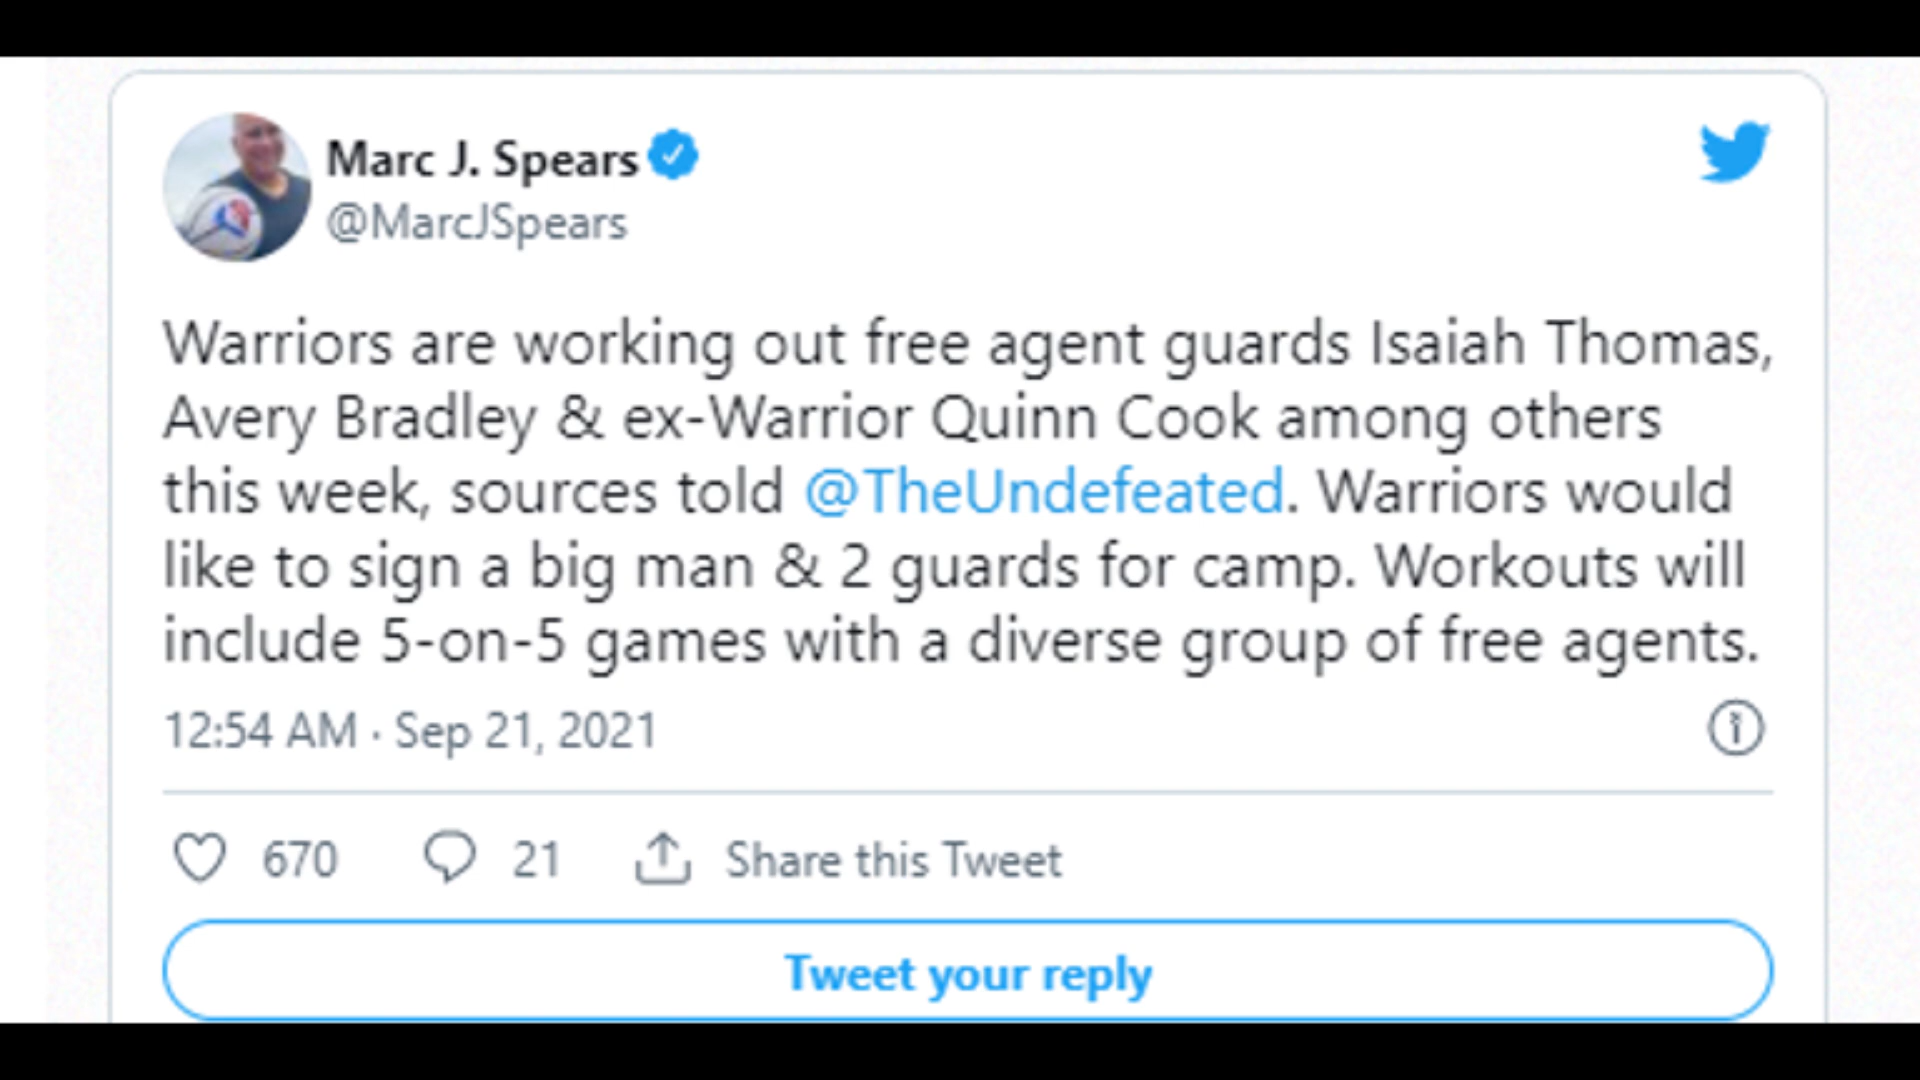 Marc J. Spears
@MarcJSpears
Warriors are working out free agent guards Isaiah Thomas,
Avery Bradley & ex-Warrior Quinn Cook among others
this week, sources told @TheUndefeated. Warriors would
like to sign a big man & 2 guards for camp. Workouts will
include 5-on-5 games with a diverse group of free agents.
12:54 AM · Sep 21, 2021
670 21 Share this Tweet
Tweet your reply